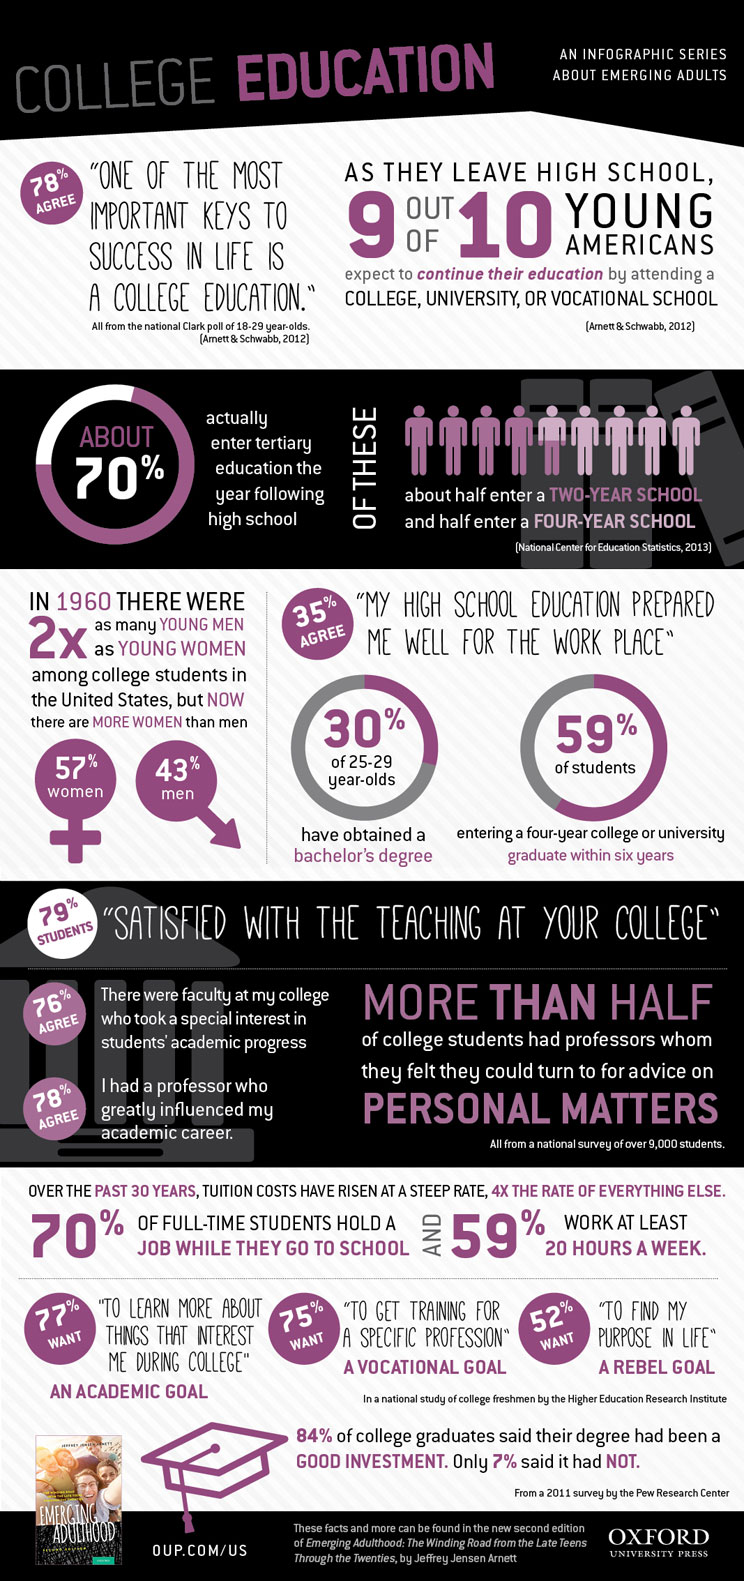 COLLEGE EDUCATION
AN INFOGRAPHIC SERIES
ABOUT EMERGING ADULTS
78%
AGREE
"ONE OF THE MOST
IMPORTANT KEYS TO
SUCCESS IN LIFE IS
A COLLEGE EDUCATION."
All from the national Clark poll of 18-29 year-olds.
(Arnett & Schwabb, 2012)
AS THEY LEAVE HIGH SCHOOL,
9 OUT OF 10 YOUNG AMERICANS
expect to continue their education by attending a
COLLEGE, UNIVERSITY, OR VOCATIONAL SCHOOL
(Arnett & Schwabb, 2012)
ABOUT
70%
actually
enter tertiary
education the
year following
high school
OF THESE
about half enter a TWO-YEAR SCHOOL
and half enter a FOUR-YEAR SCHOOL
(National Center for Education Statistics, 2013)
IN 1960 THERE WERE
2x as many YOUNG MEN
as YOUNG WOMEN
among college students in
the United States, but NOW
there are MORE WOMEN than men
57%
women
43%
men
35%
AGREE
"MY HIGH SCHOOL EDUCATION PREPARED
ME WELL FOR THE WORK PLACE"
30%
of 25-29
year-olds
have obtained a
bachelor's degree
59%
of students
entering a four-year college or university
graduate within six years
79%
STUDENTS
"SATISFIED WITH THE TEACHING AT YOUR COLLEGE"
76%
AGREE
There were faculty at my college
who took a special interest in
students' academic progress
78%
AGREE
I had a professor who
greatly influenced my
academic career.
MORE THAN HALF
of college students had professors whom
they felt they could turn to for advice on
PERSONAL MATTERS
All from a national survey of over 9,000 students.
OVER THE PAST 30 YEARS, TUITION COSTS HAVE RISEN AT A STEEP RATE, 4X THE RATE OF EVERYTHING ELSE.
70% OF FULL-TIME STUDENTS HOLD A
JOB WHILE THEY GO TO SCHOOL
AND
59% WORK AT LEAST
20 HOURS A WEEK.
77%
WANT
"TO LEARN MORE ABOUT
THINGS THAT INTEREST
ME DURING COLLEGE"
AN ACADEMIC GOAL
75%
WANT
"TO GET TRAINING FOR
A SPECIFIC PROFESSION"
A VOCATIONAL GOAL
52%
WANT
"TO FIND MY
PURPOSE IN LIFE"
A REBEL GOAL
In a national study of college freshmen by the Higher Education Research Institute
84% of college graduates said their degree had been a
GOOD INVESTMENT. Only 7% said it had NOT.
From a 2011 survey by the Pew Research Center
JEFFREY JENSEN ARNETT
EMERGING
ADULTHOOD
OUP.COM/US
These facts and more can be found in the new second edition
of Emerging Adulthood: The Winding Road from the Late Teens
Through the Twenties, by Jeffrey Jensen Arnett
OXFORD
UNIVERSITY PRESS